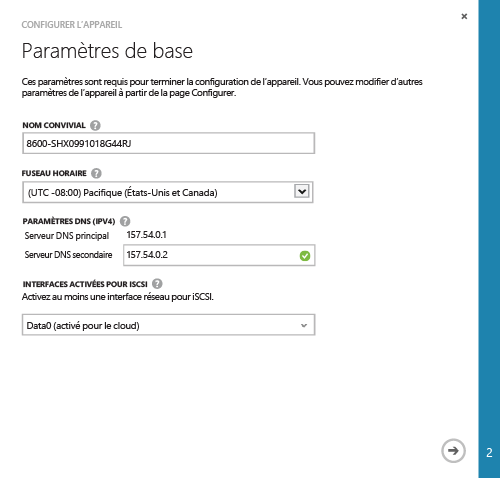 CONFIGURER L'APPAREIL
Paramètres de base
Ces paramètres sont requis pour terminer la configuration de l'appareil. Vous pouvez modifier d'autres
paramètres de l'appareil à partir de la page Configurer.
NOM CONVIVIAL ?
8600-SHX0991018G44RJ
FUSEAU HORAIRE ?
(UTC -08:00) Pacifique (États-Unis et Canada)
PARAMÈTRES DNS (IPV4) ?
Serveur DNS principal 157.54.0.1
Serveur DNS secondaire 157.54.0.2
INTERFACES ACTIVÉES POUR ISCSI ?
Activez au moins une interface réseau pour iSCSI.
Data0 (activé pour le cloud)
2